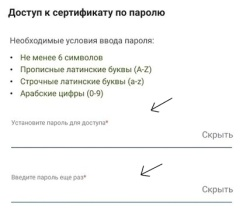 Доступ к сертификату по паролю
Необходимые условия ввода пароля:
• Не менее 6 символов
• Прописные латинские буквы (A-Z)
• Строчные латинские буквы (a-z)
• Арабские цифры (0-9)
Установите пароль для доступа*
Скрыть
Введите пароль еще раз*
Скрыть